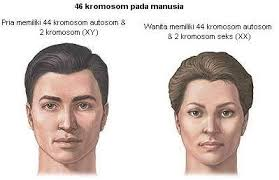 46 kromosom pada manusia
Pria memiliki 44 kromosom autosom &
2 kromosom (XY)
Wanita memiliki 44 kromosom autosom
& 2 kromosom seks (XX)